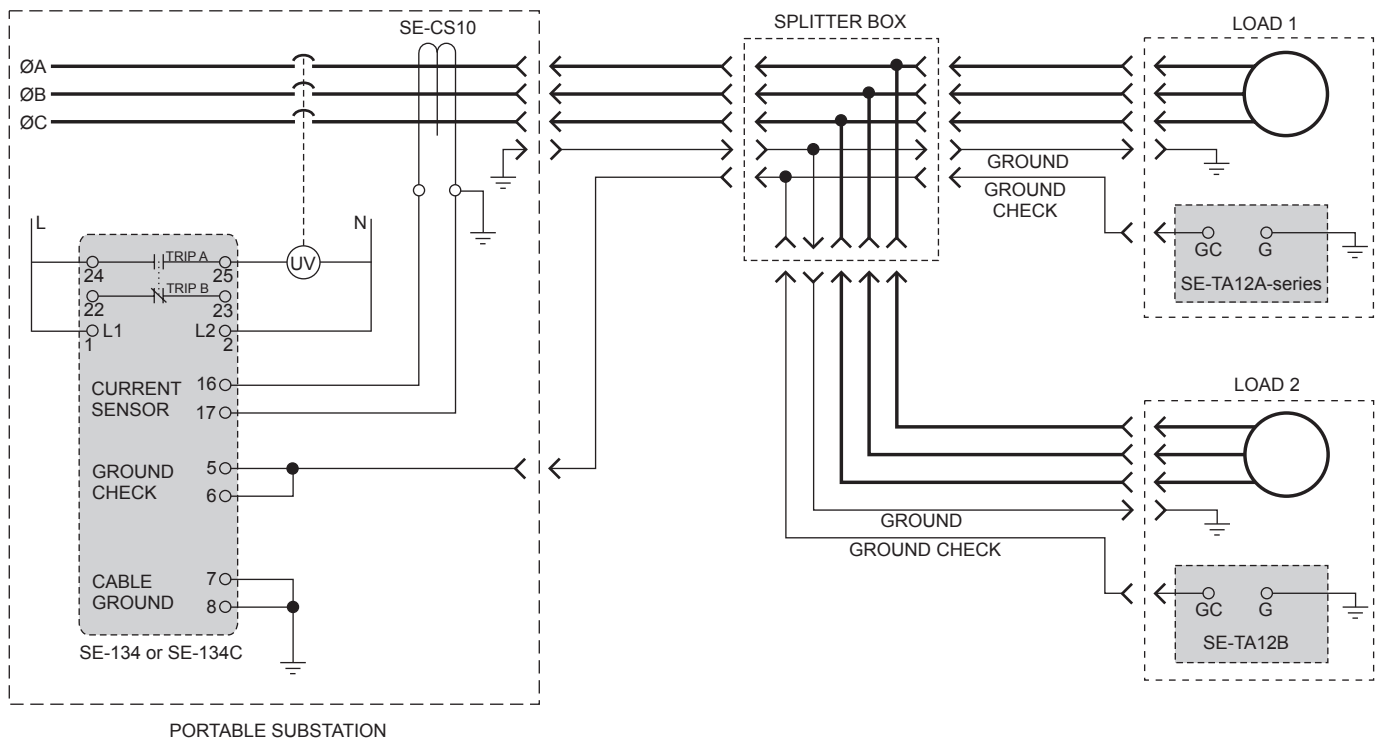 SE-CS10
SPLITTER BOX
LOAD 1
ØA
ØB
ØC
GROUND
GROUND
CHECK
L
N
GC
G
SE-TA12A-series
TRIP A
24
25
UV
TRIP B
22
23
L1
L2
1
2
CURRENT
SENSOR
16
17
GROUND
CHECK
5
6
CABLE
GROUND
7
8
SE-134 or SE-134C
PORTABLE SUBSTATION
LOAD 2
GROUND
GROUND CHECK
GC
G
SE-TA12B